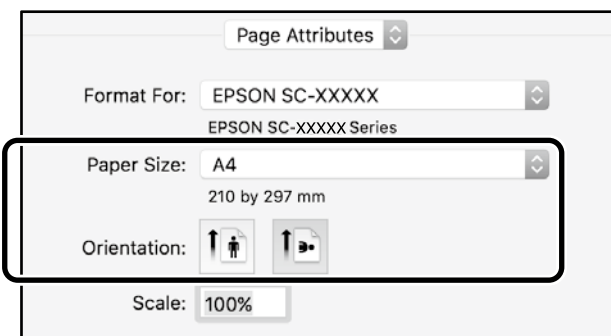 Page Attributes
Format For: EPSON SC-XXXXX
EPSON SC-XXXXX Series
Paper Size: A4
210 by 297 mm
Orientation:
Scale: 100%